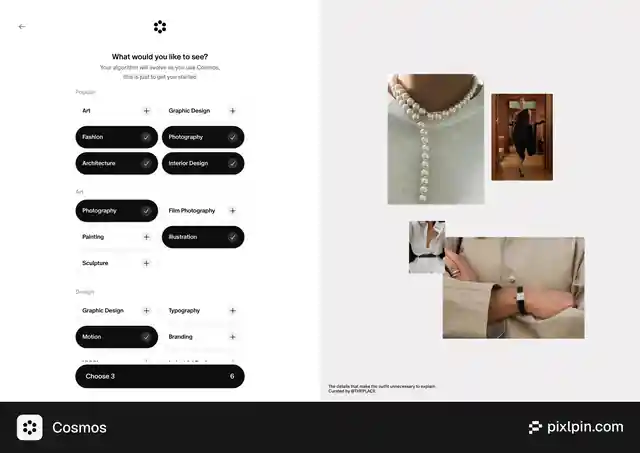 What would you like to see?
Your algorithm will evolve as you use Cosmos,
this is just to get you started
Popular
Art
Graphic Design
Fashion
Photography
Architecture
Interior Design
Art
Photography
Film Photography
Painting
Illustration
Sculpture
Design
Graphic Design
Typography
Motion
Branding
Choose 3 6
The details that make the outfit unnecessary to explain.
Cosmos
pixlpin.com